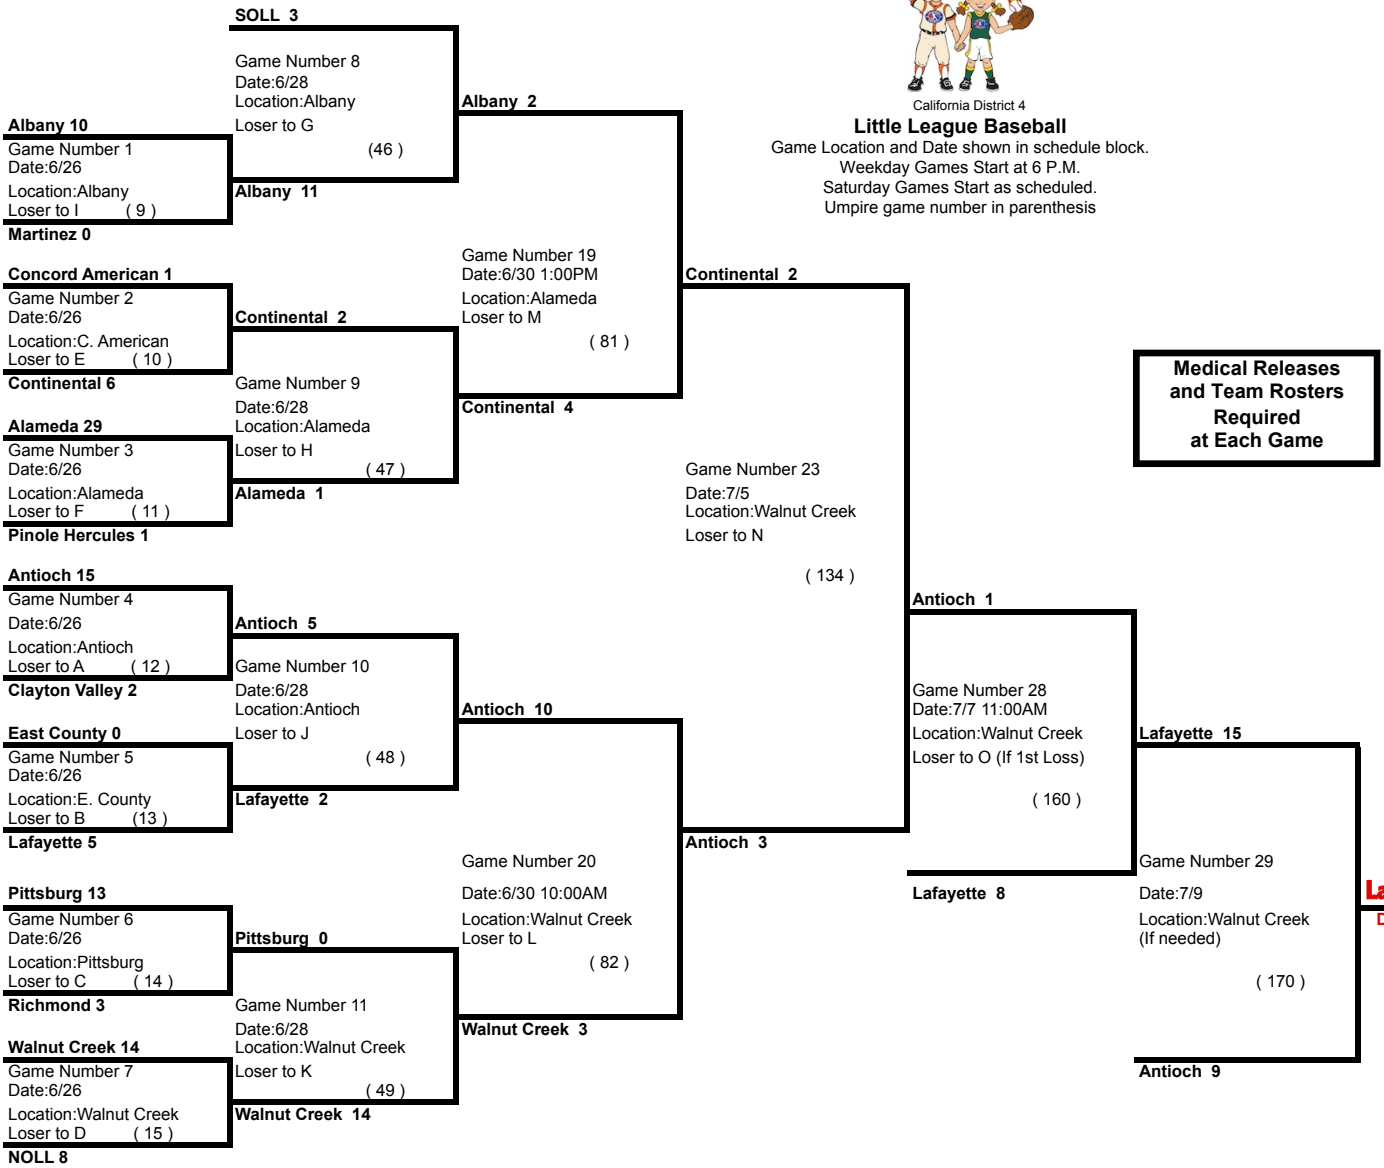 SOLL 3
Game Number 8
Date:6/28
Location:Albany
Loser to G
(46 )
Albany 11
Albany 10
Game Number 1
Date:6/26
Location:Albany
Loser to I ( 9 )
Martinez 0
Concord American 1
Game Number 2
Date:6/26
Location:C. American
Loser to E ( 10 )
Continental 6
Alameda 29
Game Number 3
Date:6/26
Location:Alameda
Loser to F ( 11 )
Pinole Hercules 1
Antioch 15
Game Number 4
Date:6/26
Location:Antioch
Loser to A ( 12 )
Clayton Valley 2
East County 0
Game Number 5
Date:6/26
Location:E. County
Loser to B (13 )
Lafayette 5
Pittsburg 13
Game Number 6
Date:6/26
Location:Pittsburg
Loser to C ( 14 )
Richmond 3
Walnut Creek 14
Game Number 7
Date:6/26
Location:Walnut Creek
Loser to D ( 15 )
NOLL 8
Continental 2
Game Number 9
Date:6/28
Location:Alameda
Loser to H
( 47 )
Alameda 1
Antioch 5
Game Number 10
Date:6/28
Location:Antioch
Loser to J
( 48 )
Lafayette 2
Pittsburg 0
Game Number 11
Date:6/28
Location:Walnut Creek
Loser to K
( 49 )
Walnut Creek 14
Albany 2
Game Number 19
Date:6/30 1:00PM
Location:Alameda
Loser to M
( 81 )
Continental 4
Antioch 10
Game Number 20
Date:6/30 10:00AM
Location:Walnut Creek
Loser to L
( 82 )
Walnut Creek 3
Continental 2
Game Number 23
Date:7/5
Location:Walnut Creek
Loser to N
( 134 )
Antioch 3
Antioch 1
Game Number 28
Date:7/7 11:00AM
Location:Walnut Creek
Loser to O (If 1st Loss)
( 160 )
Lafayette 8
Lafayette 15
Game Number 29
Date:7/9
Location:Walnut Creek
(If needed)
( 170 )
Antioch 9
California District 4
Little League Baseball
Game Location and Date shown in schedule block.
Weekday Games Start at 6 P.M.
Saturday Games Start as scheduled.
Umpire game number in parenthesis
Medical Releases
and Team Rosters
Required
at Each Game